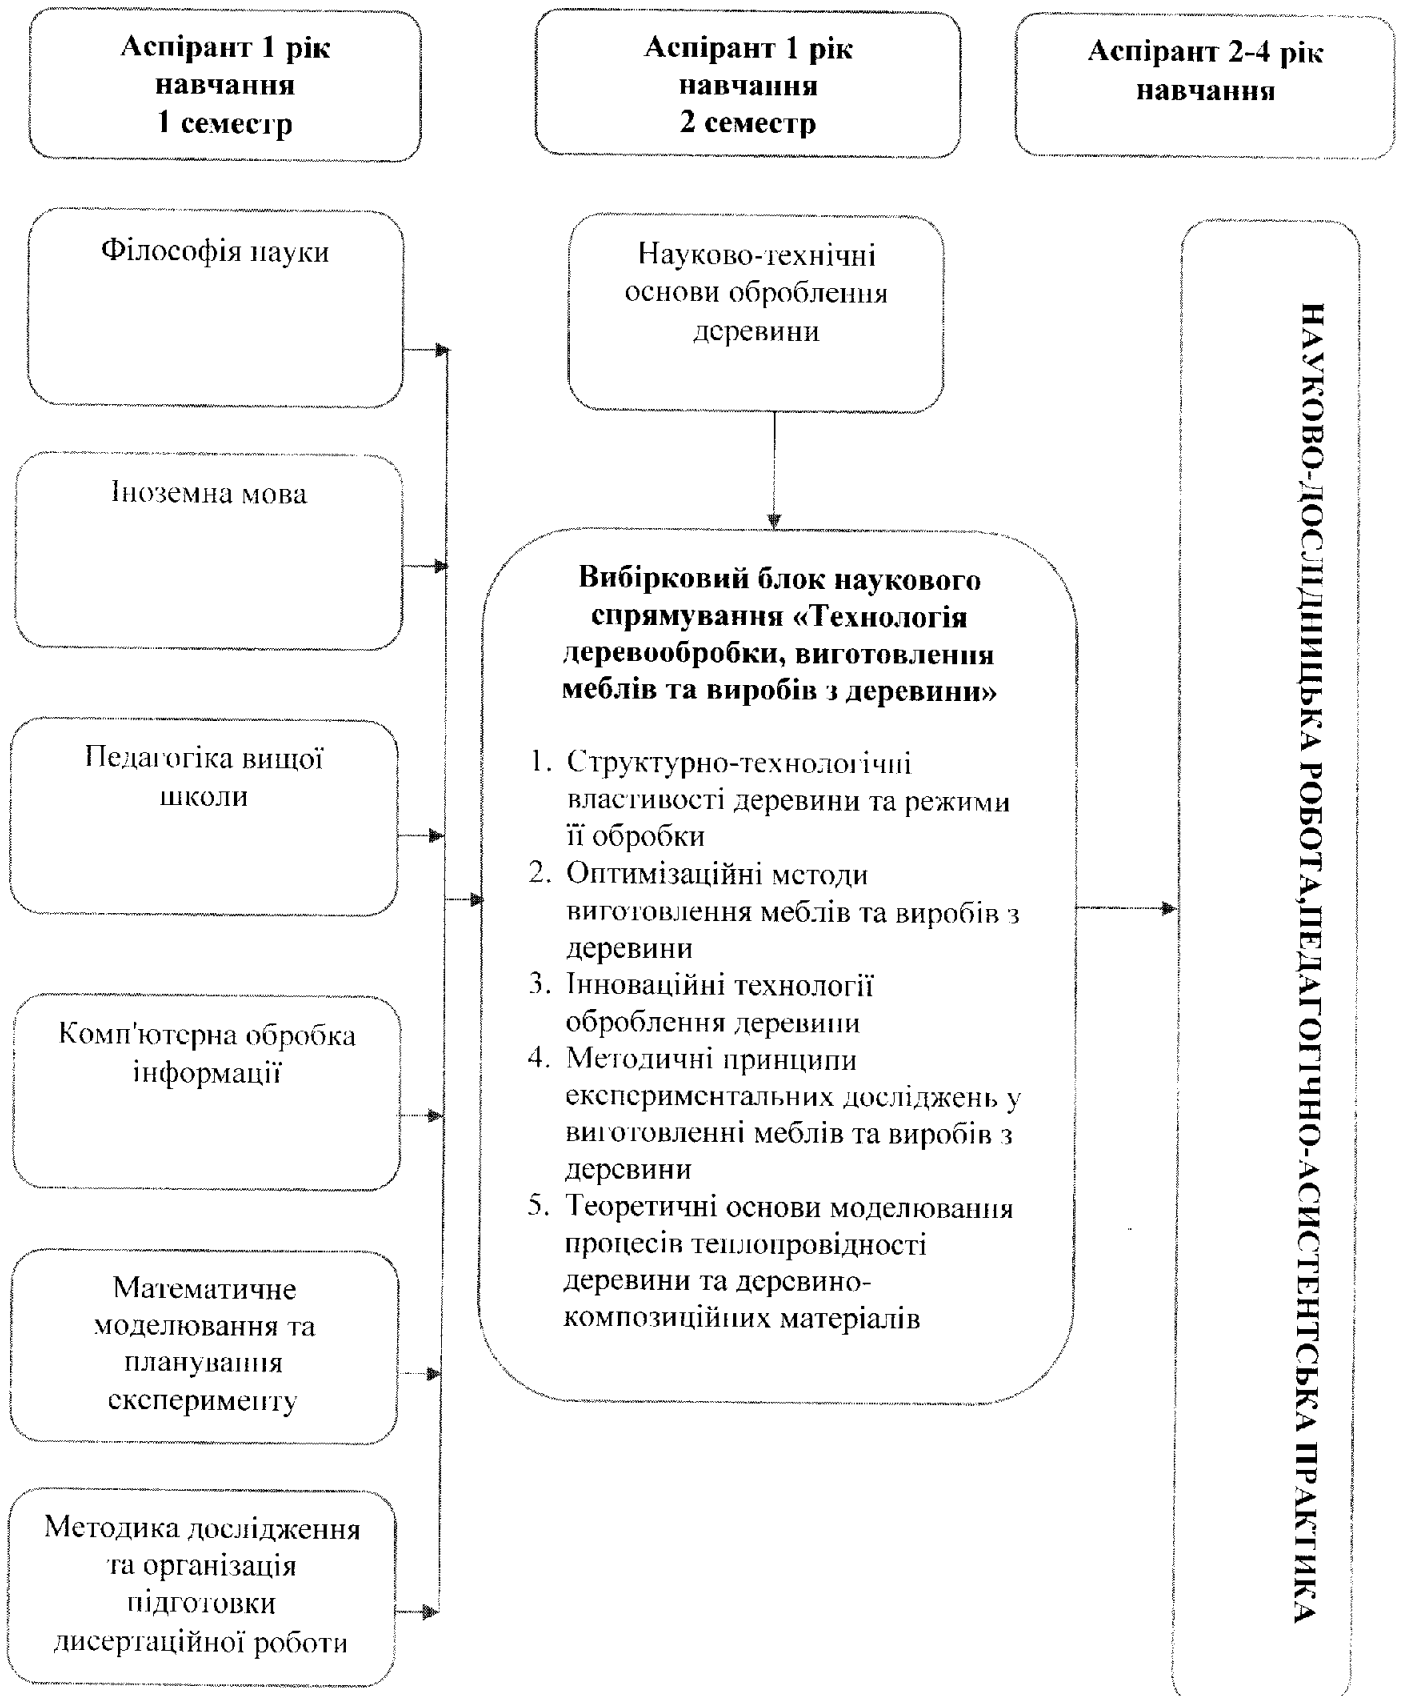 Аспірант 1 рік
навчання
1 семестр
Аспірант 1 рік
навчання
2 семестр
Аспірант 2-4 рік
навчання
Філософія науки
Іноземна мова
Педагогіка вищої
школи
Комп'ютерна обробка
інформації
Математичне
моделювання та
планування
експерименту
Методика дослідження
та організація
підготовки
дисертаційної роботи
Науково-технічні
основи оброблення
деревини
Вибірковий блок наукового
спрямування «Технологія
деревообробки, виготовлення
меблів та виробів з деревини»
1. Структурно-технологічні
властивості деревини та режими
її обробки
2. Оптимізаційні методи
виготовлення меблів та виробів з
деревини
3. Інноваційні технології
оброблення деревини
4. Методичні принципи
експериментальних досліджень у
виготовленні меблів та виробів з
деревини
5. Теоретичні основи моделювання
процесів теплопровідності
деревини та деревино-
композиційних матеріалів
НАУКОВО-ДОСЛІДНИЦЬКА РОБОТА,ПЕДАГОГІЧНО-АСИСТЕНТСЬКА ПРАКТИКА